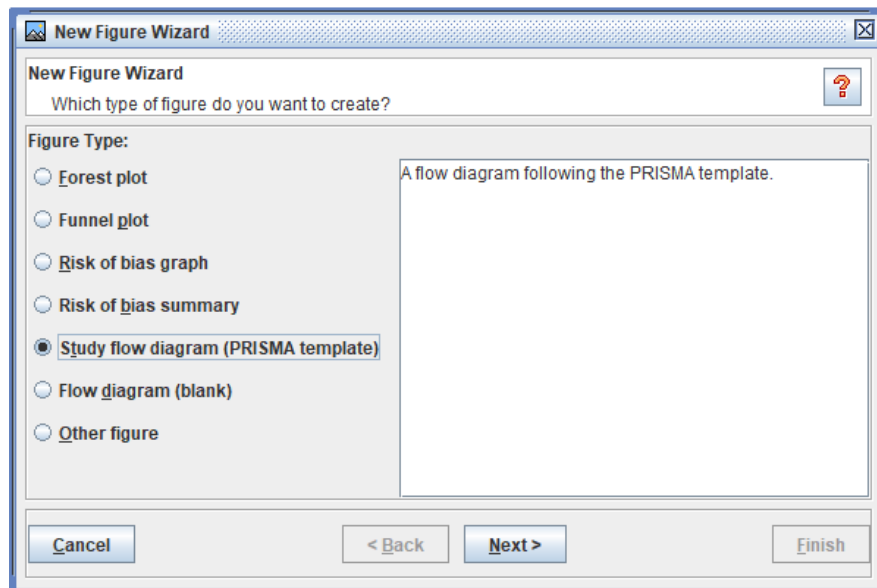 New Figure Wizard
New Figure Wizard
Which type of figure do you want to create?
?
Figure Type:
Forest plot
A flow diagram following the PRISMA template.
Funnel plot
Risk of bias graph
Risk of bias summary
Study flow diagram (PRISMA template)
Flow diagram (blank)
Other figure
Cancel
< Back
Next >
Finish